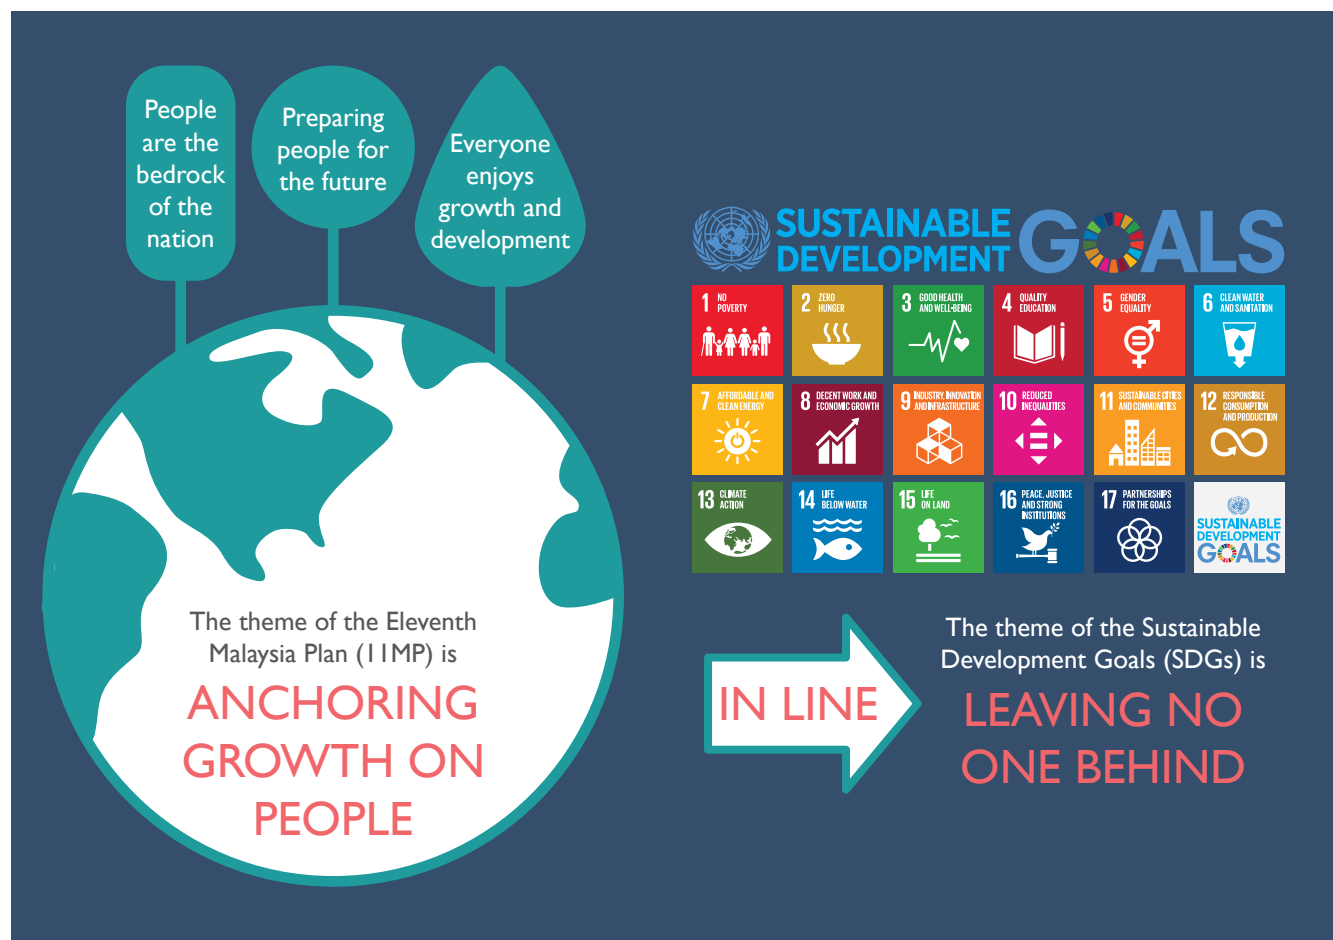 People
are the
bedrock
of the
nation
Preparing
people for
the future
Everyone
enjoys
growth and
development
The theme of the Eleventh
Malaysia Plan (11MP) is
ANCHORING
GROWTH ON
PEOPLE
SUSTAINABLE
DEVELOPMENT
GOALS
1 NO
POVERTY
2 ZERO
HUNGER
3 GOOD HEALTH
AND WELL-BEING
4 QUALITY
EDUCATION
5 GENDER
EQUALITY
6 CLEAN WATER
AND SANITATION
7 AFFORDABLE AND
CLEAN ENERGY
8 DECENT WORK AND
ECONOMIC GROWTH
9 INDUSTRY, INNOVATION
AND INFRASTRUCTURE
10 REDUCED
INEQUALITIES
11 SUSTAINABLE CITIES
AND COMMUNITIES
12 RESPONSIBLE
CONSUMPTION
AND PRODUCTION
13 CLIMATE
ACTION
14 LIFE
BELOW WATER
15 LIFE
ON LAND
16 PEACE, JUSTICE
AND STRONG
INSTITUTIONS
17 PARTNERSHIPS
FOR THE GOALS
SUSTAINABLE
DEVELOPMENT
GOALS
IN LINE
The theme of the Sustainable
Development Goals (SDGs) is
LEAVING NO
ONE BEHIND